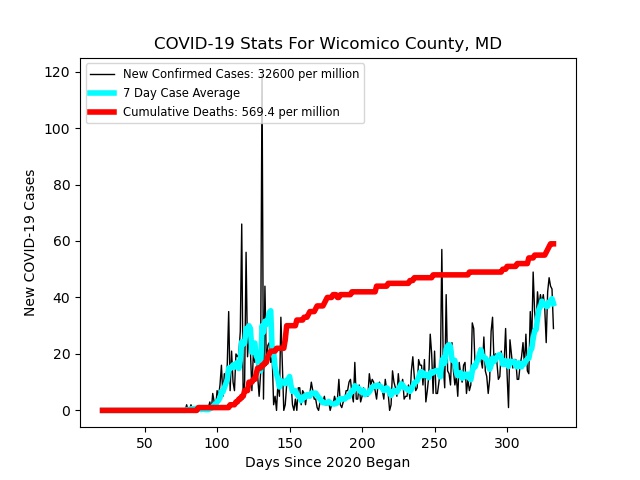 COVID-19 Stats For Wicomico County, MD
New Confirmed Cases: 32600 per million
7 Day Case Average
Cumulative Deaths: 569.4 per million
120
100
80
60
40
20
0
New COVID-19 Cases
50 100 150 200 250 300
Days Since 2020 Began